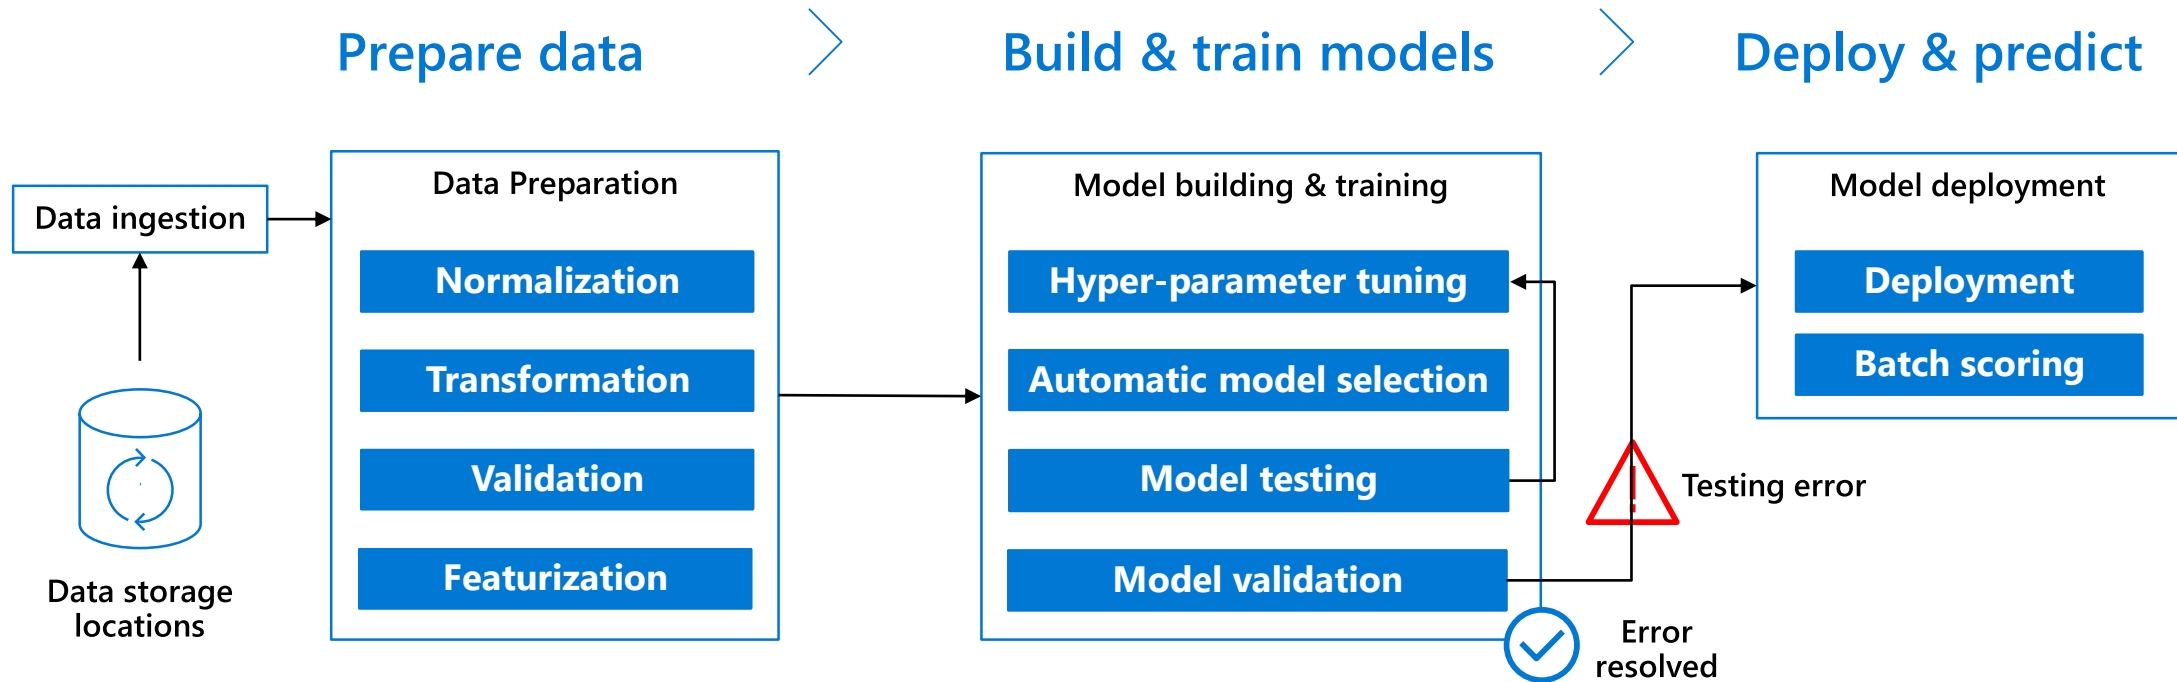 Prepare data
Build & train models
Deploy & predict
Data ingestion
Data storage
locations
Data Preparation
Normalization
Transformation
Validation
Featurization
Model building & training
Hyper-parameter tuning
Automatic model selection
Model testing
Model validation
Testing error
Error
resolved
Model deployment
Deployment
Batch scoring